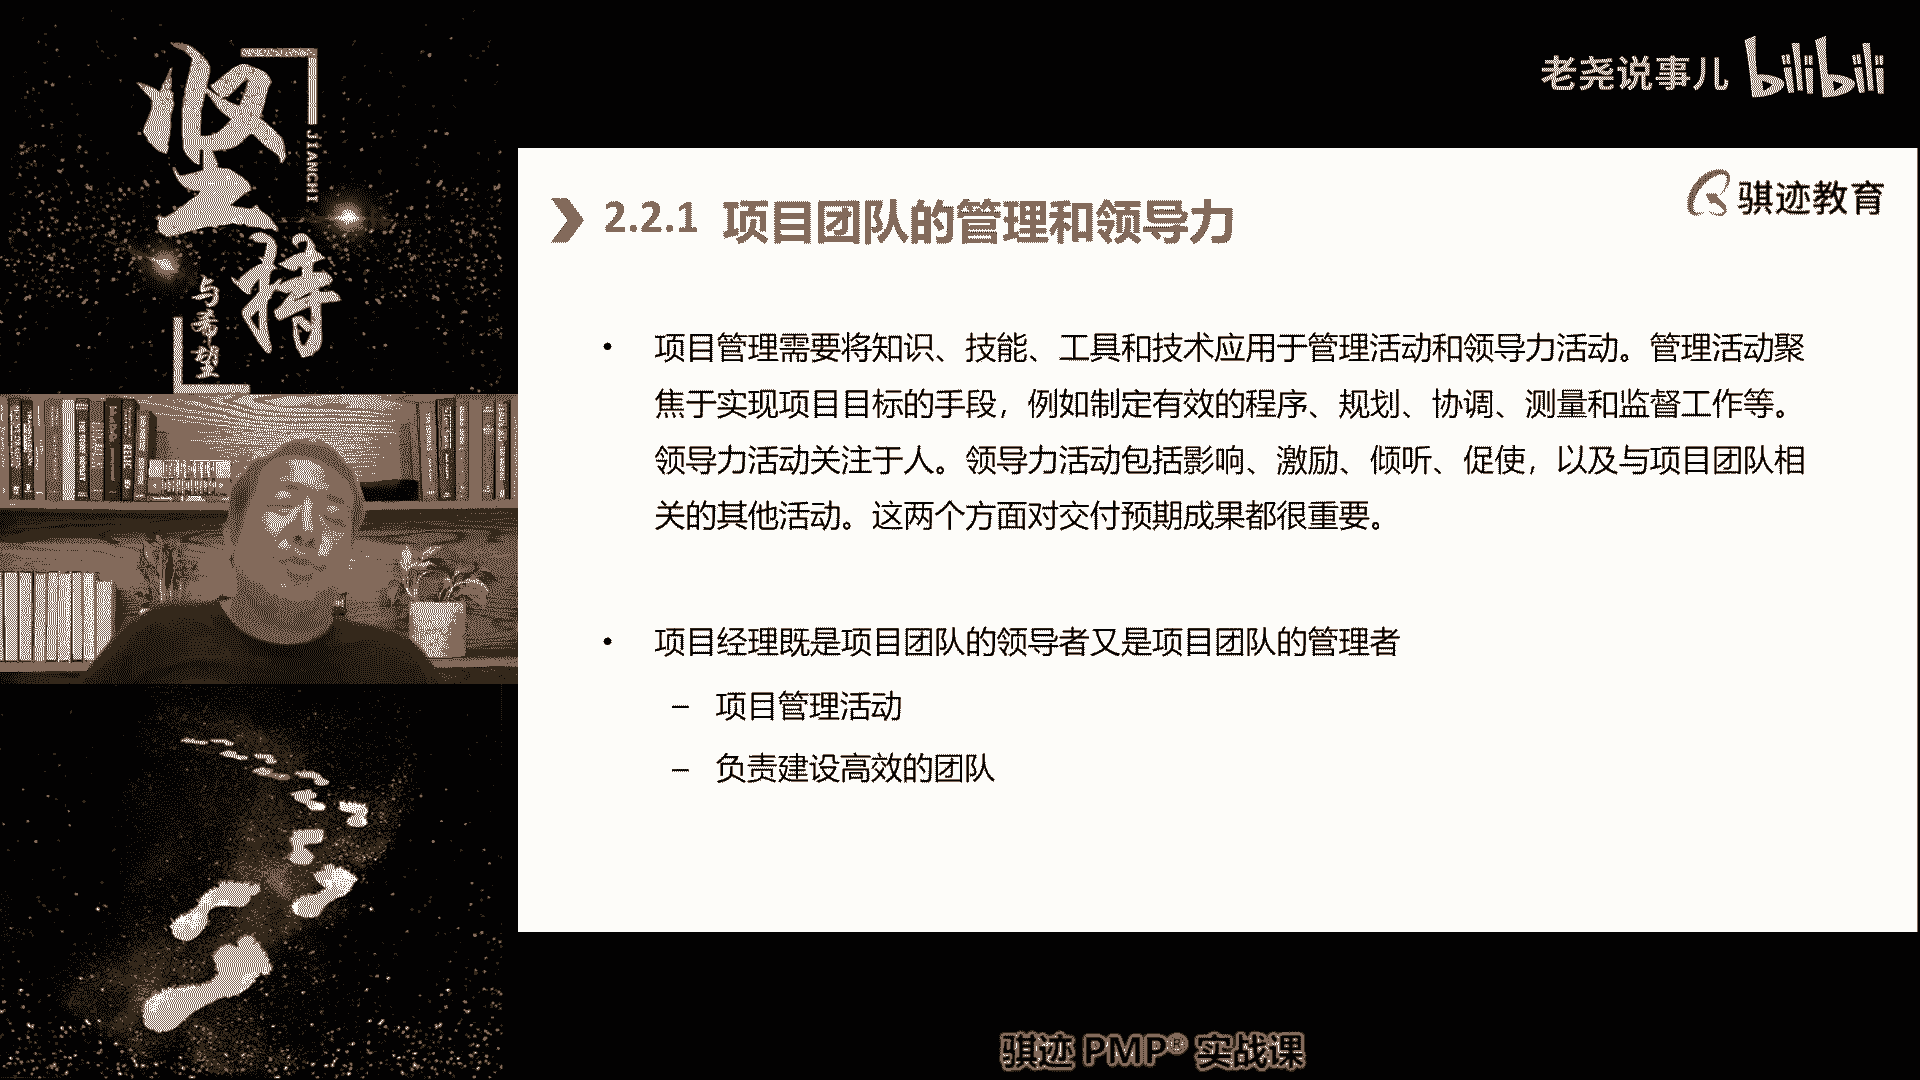 坚持
JIANCHI
与希望
老尧说事儿 bilibili
骐迹教育
2.2.1 项目团队的管理和领导力
• 项目管理需要将知识、技能、工具和技术应用于管理活动和领导力活动。管理活动聚
焦于实现项目目标的手段，例如制定有效的程序、规划、协调、测量和监督工作等。
领导力活动关注于人。领导力活动包括影响、激励、倾听、促使，以及与项目团队相
关的其他活动。这两个方面对交付预期成果都很重要。
• 项目经理既是项目团队的领导者又是项目团队的管理者
– 项目管理活动
– 负责建设高效的团队
骐迹 PMP® 实战课